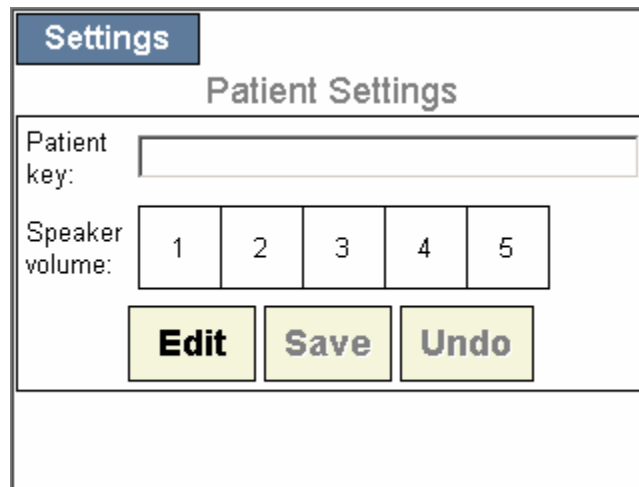 Settings
Patient Settings
Patient
key:
Speaker
volume:
1 2 3 4 5
Edit Save Undo